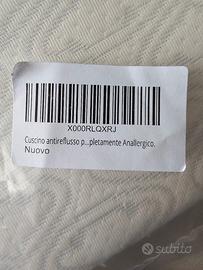 X000RLQXRJ
Cuscino antireflusso p...pletamente Anallergico.
Nuovo
subito